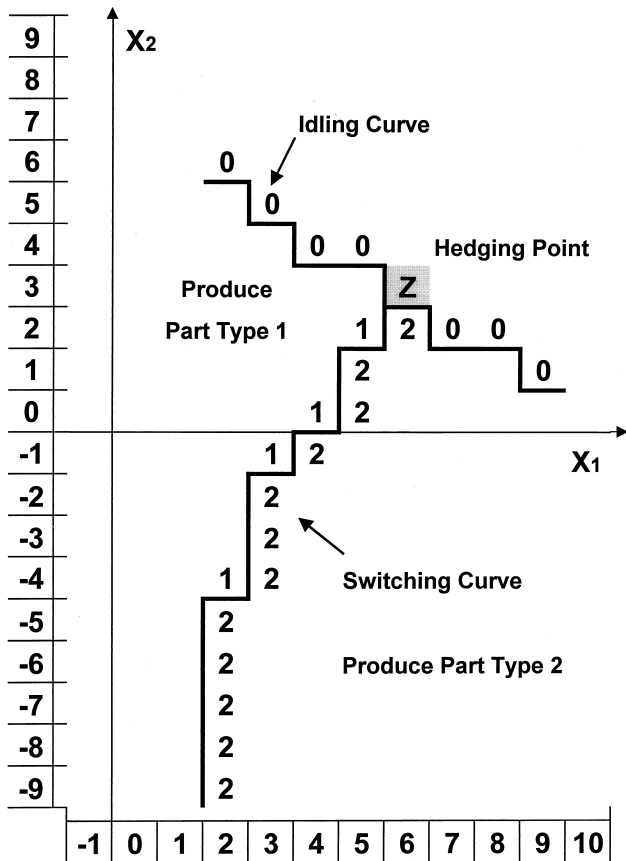 9 X2
8
7 Idling Curve
6 0
5 0
4 0 0 Hedging Point
3 Produce Z
2 Part Type 1 1 2 0 0
1 2 0
0 1 2
-1 1 2 X1
-2 2
-3 2
-4 1 2 Switching Curve
-5 2
-6 2 Produce Part Type 2
-7 2
-8 2
-9 2
-1 0 1 2 3 4 5 6 7 8 9 10